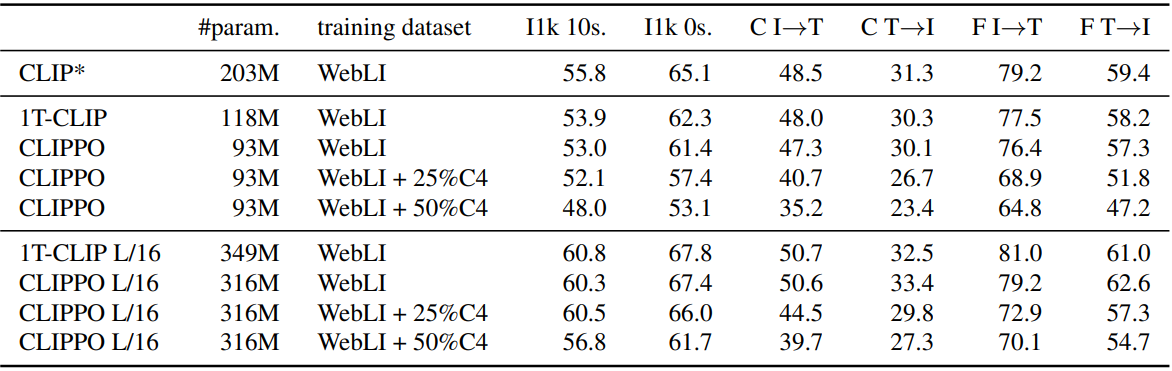 #param. training dataset I1k 10s. I1k 0s. C I→T C T→I F I→T F T→I
CLIP* 203M WebLI 55.8 65.1 48.5 31.3 79.2 59.4
1T-CLIP 118M WebLI 53.9 62.3 48.0 30.3 77.5 58.2
CLIPPO 93M WebLI 53.0 61.4 47.3 30.1 76.4 57.3
CLIPPO 93M WebLI + 25%C4 52.1 57.4 40.7 26.7 68.9 51.8
CLIPPO 93M WebLI + 50%C4 48.0 53.1 35.2 23.4 64.8 47.2
1T-CLIP L/16 349M WebLI 60.8 67.8 50.7 32.5 81.0 61.0
CLIPPO L/16 316M WebLI 60.3 67.4 50.6 33.4 79.2 62.6
CLIPPO L/16 316M WebLI + 25%C4 60.5 66.0 44.5 29.8 72.9 57.3
CLIPPO L/16 316M WebLI + 50%C4 56.8 61.7 39.7 27.3 70.1 54.7